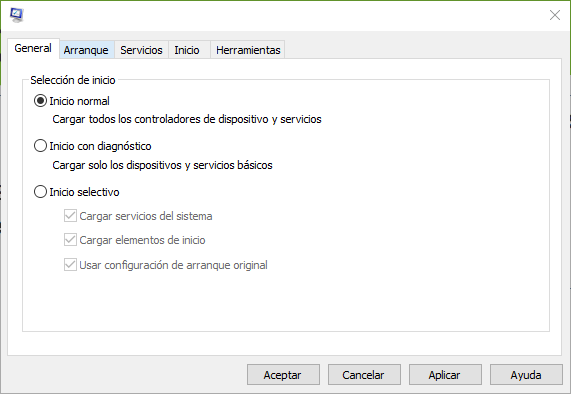 General Arranque Servicios Inicio Herramientas
Selección de inicio
Inicio normal
Cargar todos los controladores de dispositivo y servicios
Inicio con diagnóstico
Cargar solo los dispositivos y servicios básicos
Inicio selectivo
Cargar servicios del sistema
Cargar elementos de inicio
Usar configuración de arranque original
Aceptar Cancelar Aplicar Ayuda